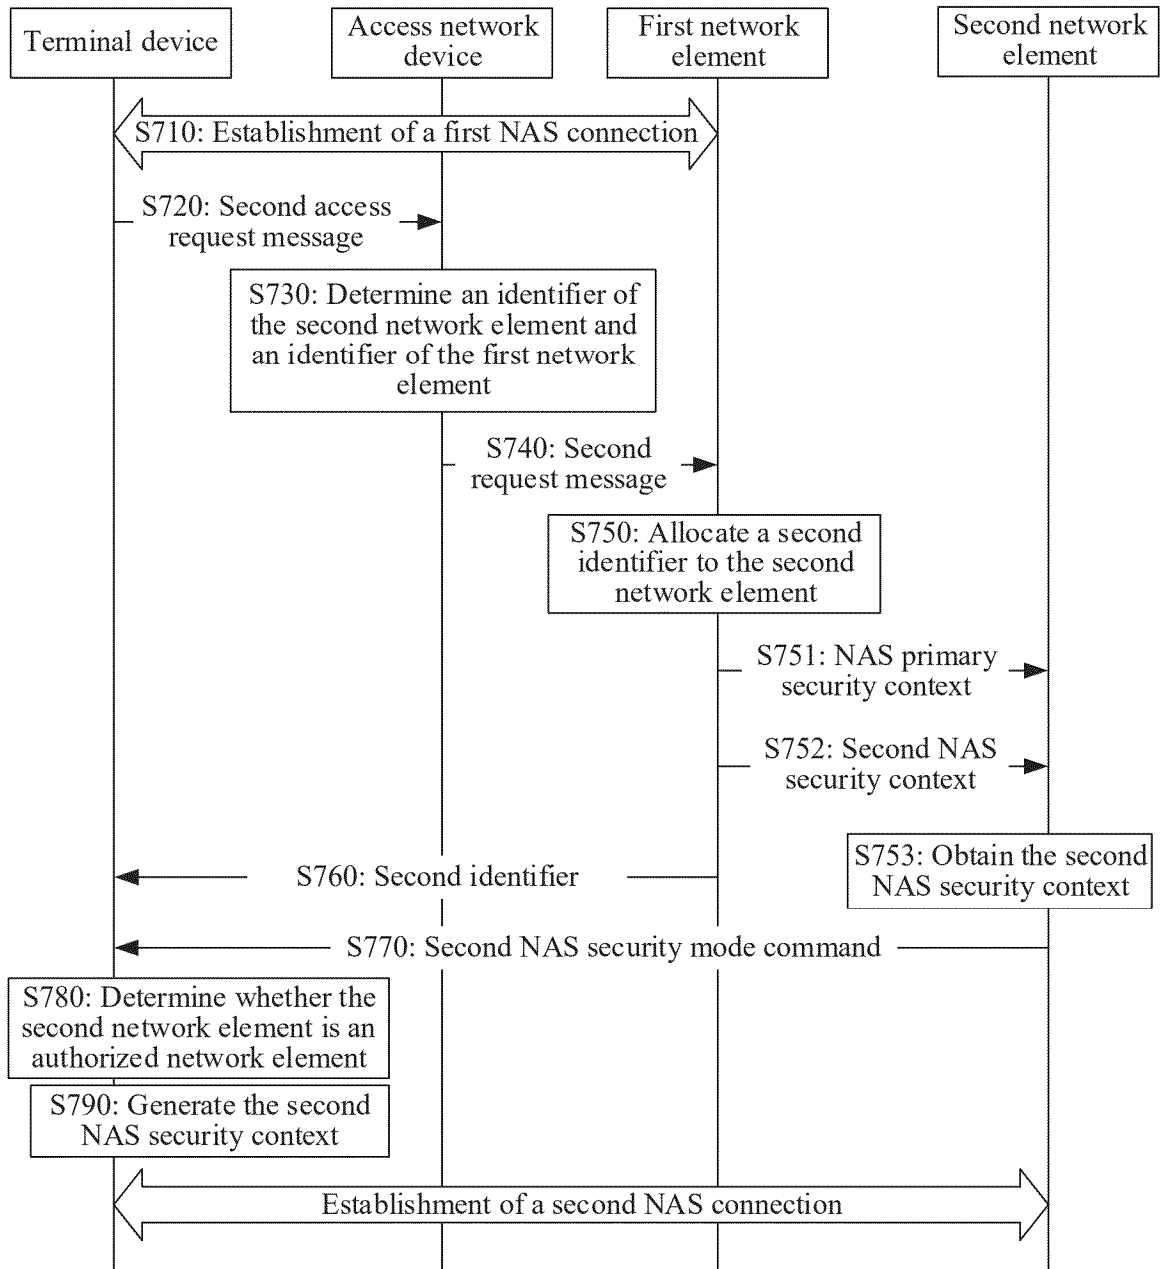 Terminal device
Access network
device
First network
element
Second network
element
S710: Establishment of a first NAS connection
S720: Second access
request message
S730: Determine an identifier of
the second network element and
an identifier of the first network
element
S740: Second
request message
S750: Allocate a second
identifier to the second
network element
S751: NAS primary
security context
S752: Second NAS
security context
S753: Obtain the second
NAS security context
S760: Second identifier
S770: Second NAS security mode command
S780: Determine whether the
second network element is an
authorized network element
S790: Generate the second
NAS security context
Establishment of a second NAS connection